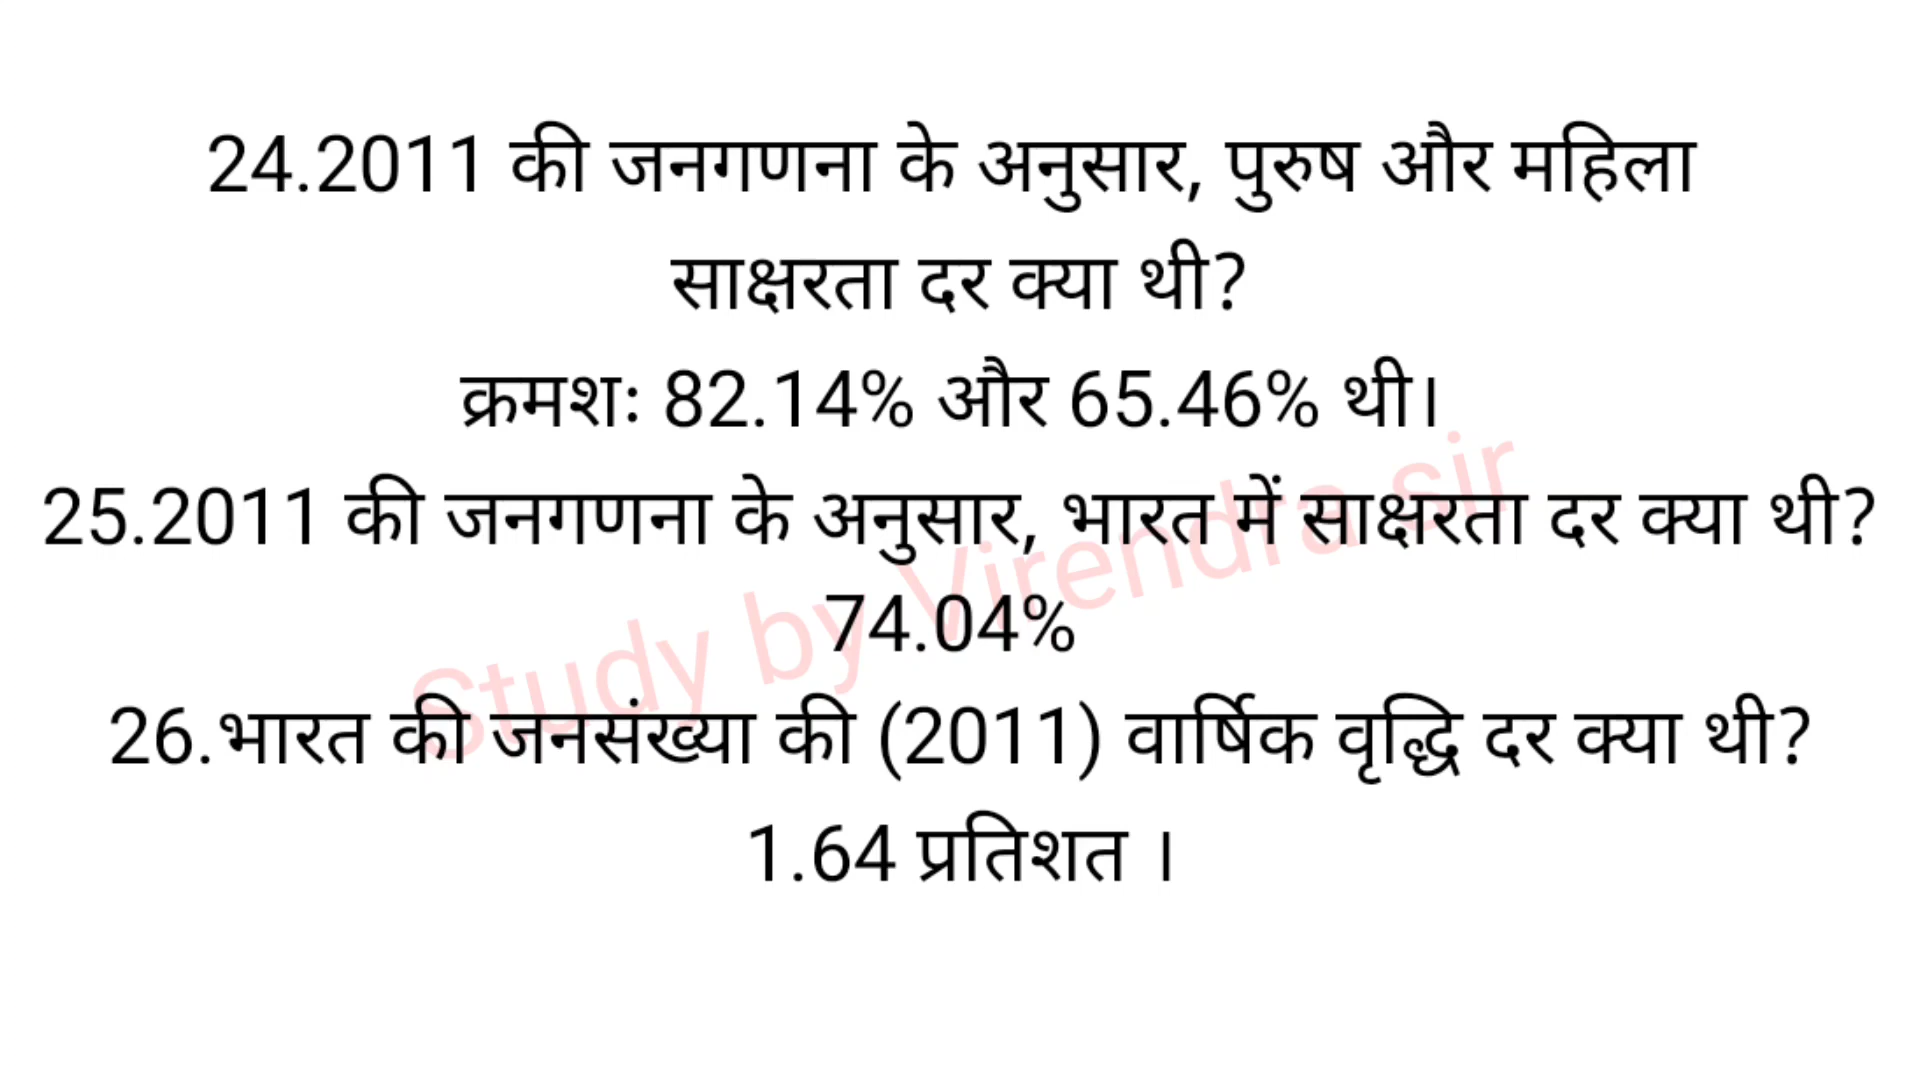 24.2011 की जनगणना के अनुसार, पुरुष और महिला
साक्षरता दर क्या थी?
क्रमशः 82.14% और 65.46% थी।
25.2011 की जनगणना के अनुसार, भारत में साक्षरता दर क्या थी?
74.04%
26.भारत की जनसंख्या की (2011) वार्षिक वृद्धि दर क्या थी?
1.64 प्रतिशत ।
Study by Virendra sir